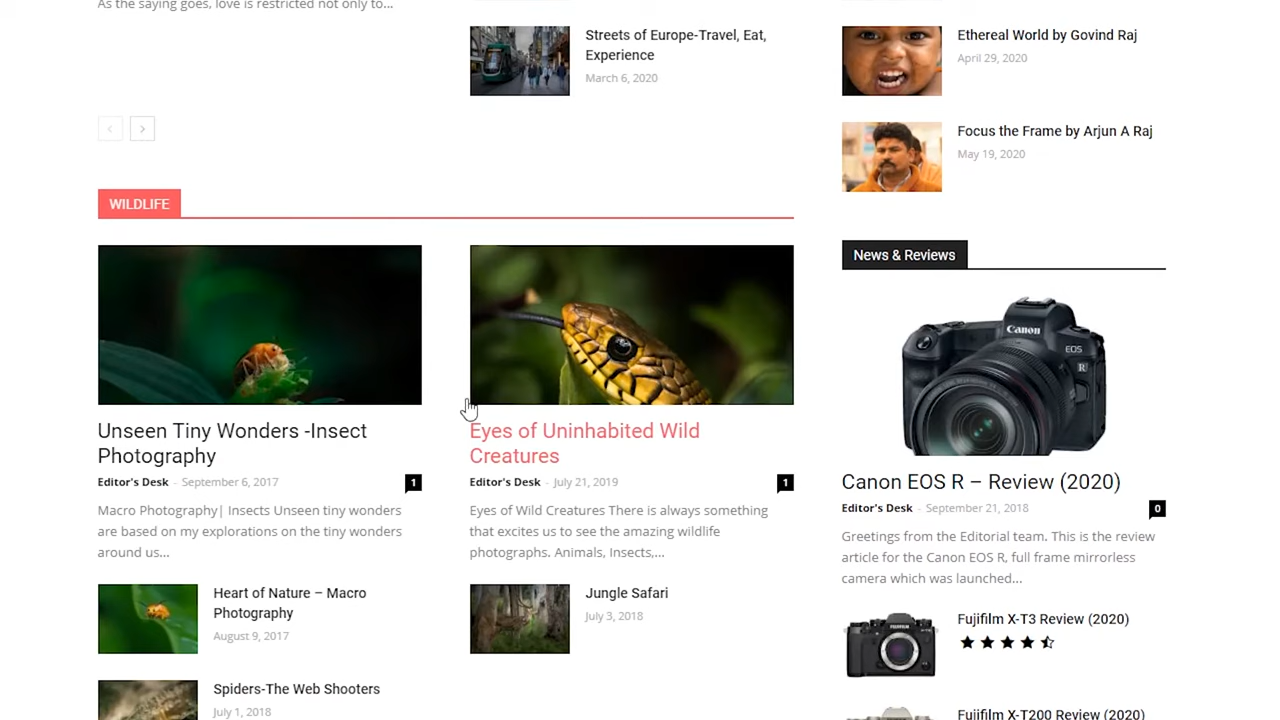 As the saying goes, love is restricted not only to...
Streets of Europe-Travel, Eat,
Experience
March 6, 2020
WILDLIFE
Unseen Tiny Wonders -Insect
Photography
Editor's Desk - September 6, 2017
1
Macro Photography| Insects Unseen tiny wonders
are based on my explorations on the tiny wonders
around us...
Heart of Nature – Macro
Photography
August 9, 2017
Spiders-The Web Shooters
July 1, 2018
Eyes of Uninhabited Wild
Creatures
Editor's Desk - July 21, 2019
1
Eyes of Wild Creatures There is always something
that excites us to see the amazing wildlife
photographs. Animals, Insects,...
Jungle Safari
July 3, 2018
Ethereal World by Govind Raj
April 29, 2020
Focus the Frame by Arjun A Raj
May 19, 2020
News & Reviews
Canon
EOS
R
Canon EOS R – Review (2020)
Editor's Desk - September 21, 2018
0
Greetings from the Editorial team. This is the review
article for the Canon EOS R, full frame mirrorless
camera which was launched...
FUJIFILM
Fujifilm X-T3 Review (2020)
Fujifilm X-T200 Review (2020)